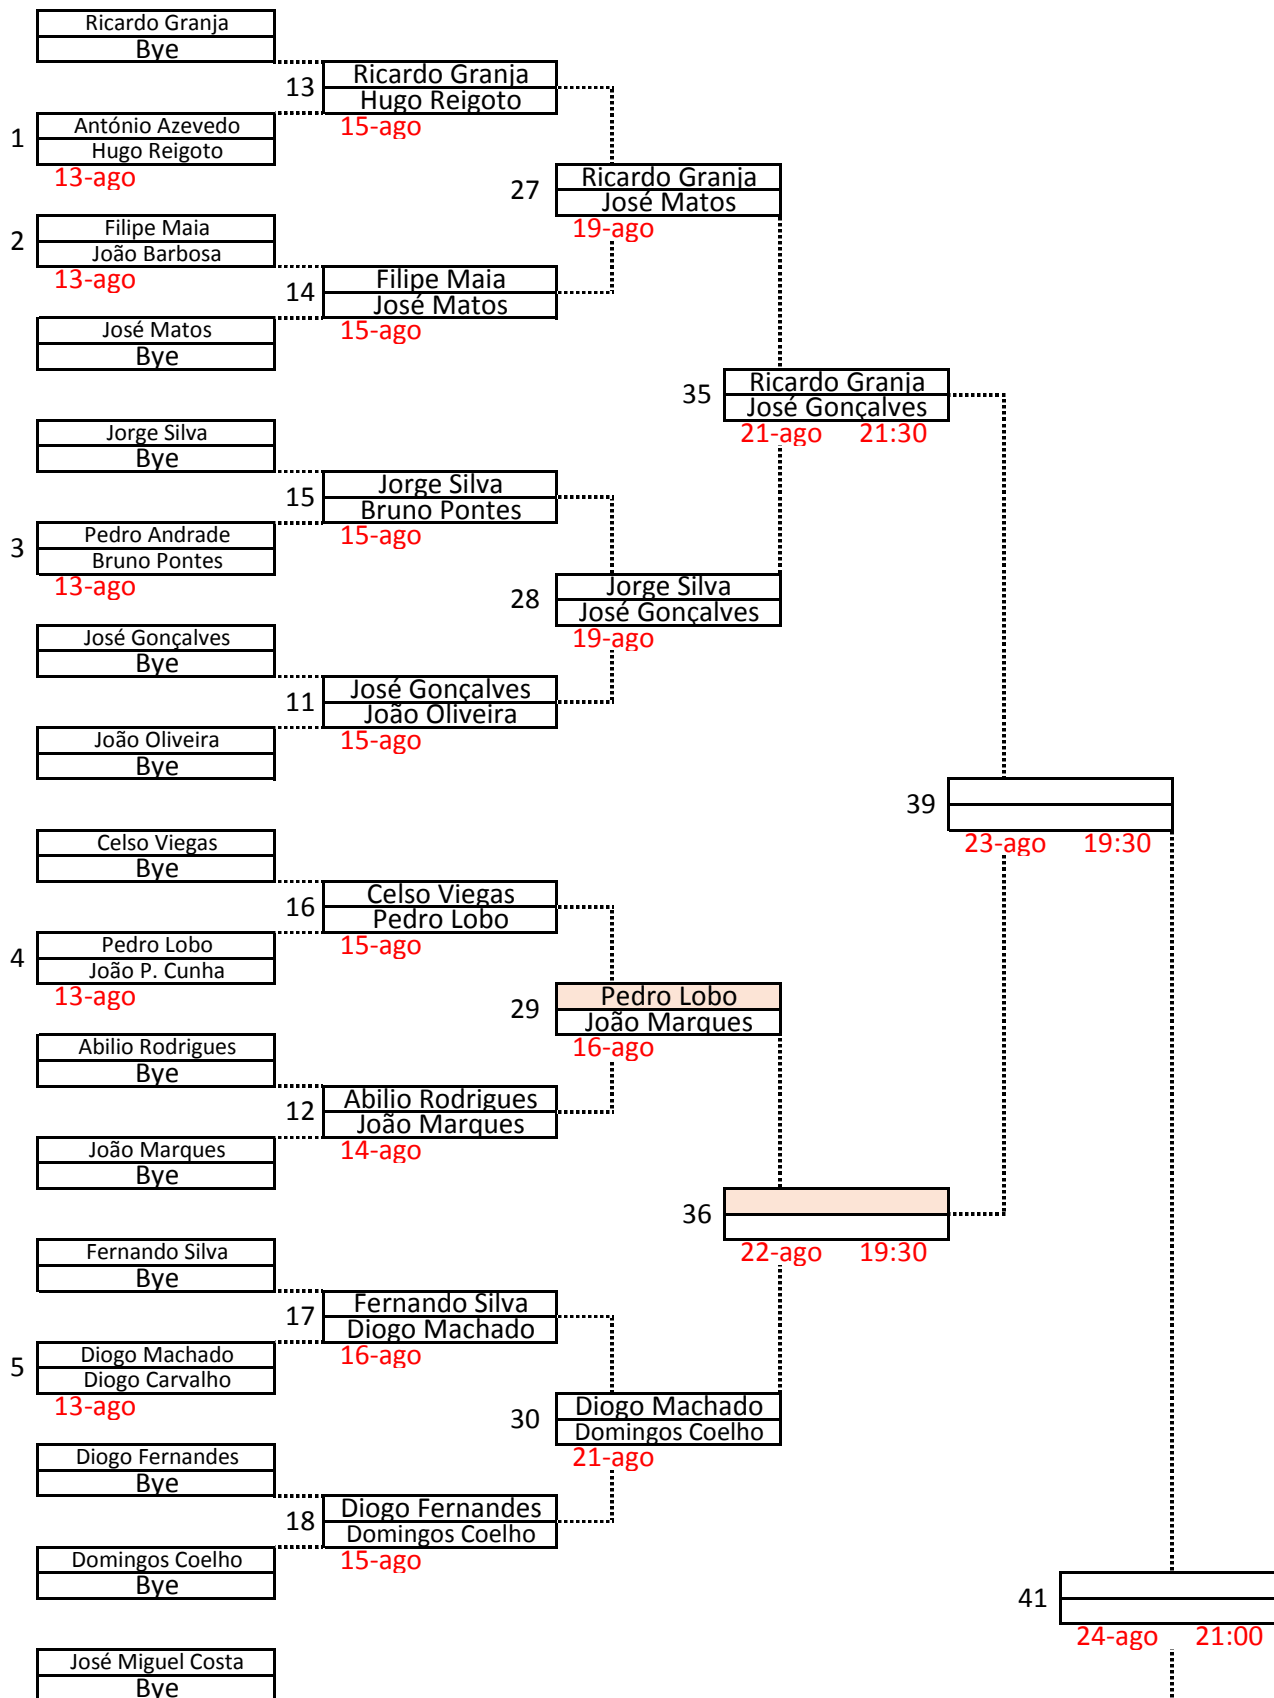 Ricardo Granja
Bye
13
Ricardo Granja
Hugo Reigoto
15-ago
1
António Azevedo
Hugo Reigoto
13-ago
27
Ricardo Granja
José Matos
19-ago
2
Filipe Maia
João Barbosa
13-ago
14
Filipe Maia
José Matos
15-ago
José Matos
Bye
35
Ricardo Granja
José Gonçalves
21-ago 21:30
Jorge Silva
Bye
15
Jorge Silva
Bruno Pontes
15-ago
3
Pedro Andrade
Bruno Pontes
13-ago
28
Jorge Silva
José Gonçalves
19-ago
José Gonçalves
Bye
11
José Gonçalves
João Oliveira
15-ago
João Oliveira
Bye
39
23-ago 19:30
Celso Viegas
Bye
16
Celso Viegas
Pedro Lobo
15-ago
4
Pedro Lobo
João P. Cunha
13-ago
29
Pedro Lobo
João Marques
16-ago
Abilio Rodrigues
Bye
12
Abilio Rodrigues
João Marques
14-ago
João Marques
Bye
36
22-ago 19:30
Fernando Silva
Bye
17
Fernando Silva
Diogo Machado
16-ago
5
Diogo Machado
Diogo Carvalho
13-ago
30
Diogo Machado
Domingos Coelho
21-ago
Diogo Fernandes
Bye
18
Diogo Fernandes
Domingos Coelho
15-ago
Domingos Coelho
Bye
41
24-ago 21:00
José Miguel Costa
Bye